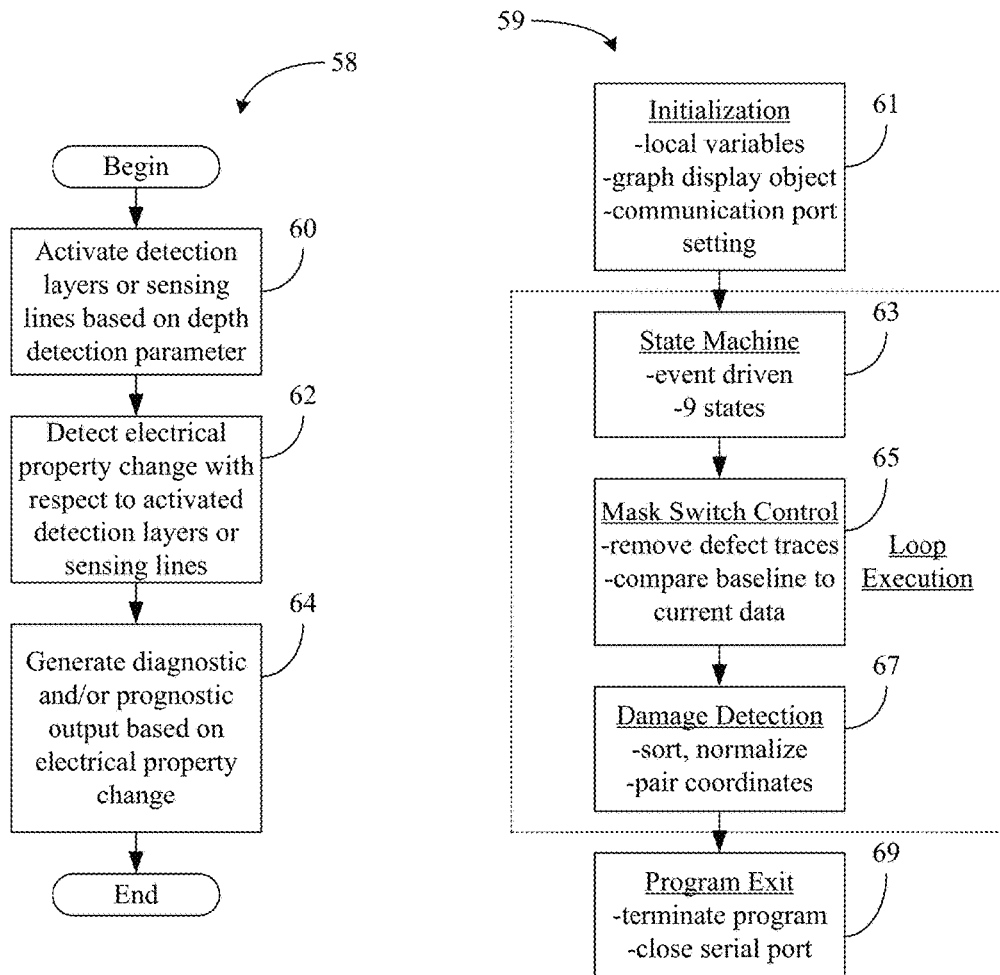 58
Begin
60
Activate detection
layers or sensing
lines based on depth
detection parameter
62
Detect electrical
property change with
respect to activated
detection layers or
sensing lines
64
Generate diagnostic
and/or prognostic
output based on
electrical property
change
End
59
61
Initialization
-local variables
-graph display object
-communication port
setting
63
State Machine
-event driven
-9 states
65
Mask Switch Control
-remove defect traces
-compare baseline to
current data
Loop
Execution
67
Damage Detection
-sort, normalize
-pair coordinates
69
Program Exit
-terminate program
-close serial port